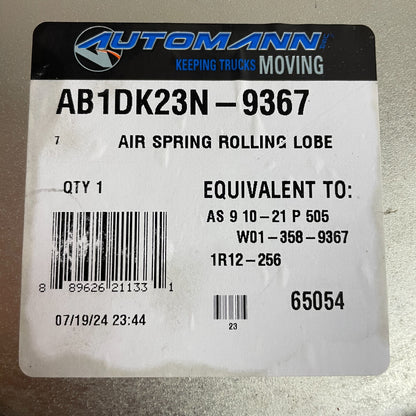 AUTOMANN INC.
KEEPING TRUCKS MOVING
AB1DK23N-9367
7 AIR SPRING ROLLING LOBE
QTY 1 EQUIVALENT TO:
AS 9 10-21 P 505
W01-358-9367
1R12-256
8 89626 21133 1
65054
07/19/24 23:44
23